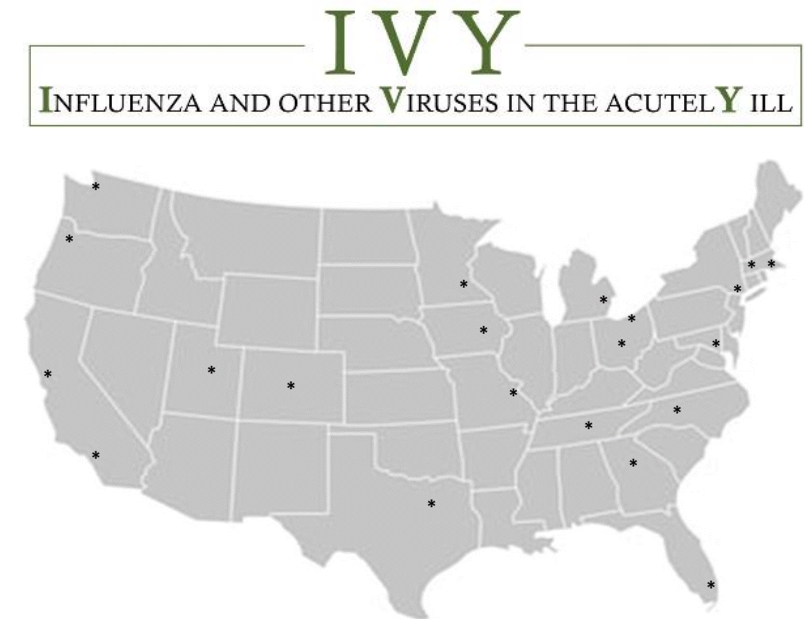 IVY
INFLUENZA AND OTHER VIRUSES IN THE ACUTELY ILL